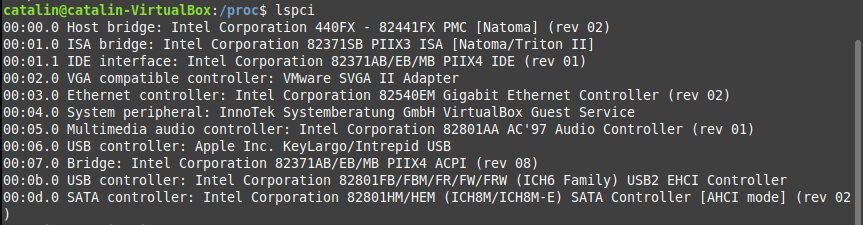 catalin@catalin-VirtualBox:/proc$ lspci
00:00.0 Host bridge: Intel Corporation 440FX - 82441FX PMC [Natoma] (rev 02)
00:01.0 ISA bridge: Intel Corporation 82371SB PIIX3 ISA [Natoma/Triton II]
00:01.1 IDE interface: Intel Corporation 82371AB/EB/MB PIIX4 IDE (rev 01)
00:02.0 VGA compatible controller: VMware SVGA II Adapter
00:03.0 Ethernet controller: Intel Corporation 82540EM Gigabit Ethernet Controller (rev 02)
00:04.0 System peripheral: InnoTek Systemberatung GmbH VirtualBox Guest Service
00:05.0 Multimedia audio controller: Intel Corporation 82801AA AC'97 Audio Controller (rev 01)
00:06.0 USB controller: Apple Inc. KeyLargo/Intrepid USB
00:07.0 Bridge: Intel Corporation 82371AB/EB/MB PIIX4 ACPI (rev 08)
00:0b.0 USB controller: Intel Corporation 82801FB/FBM/FR/FW/FRW (ICH6 Family) USB2 EHCI Controller
00:0d.0 SATA controller: Intel Corporation 82801HM/HEM (ICH8M/ICH8M-E) SATA Controller [AHCI mode] (rev 02
)